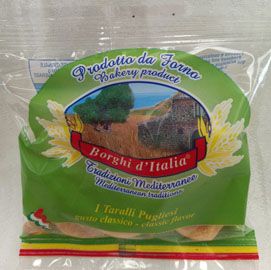 Prodotto da Forno
Bakery product
Borghi d'Italia®
Tradizioni Mediterranee
Mediterranean traditions
I Taralli Pugliesi
gusto classico - classic flavor